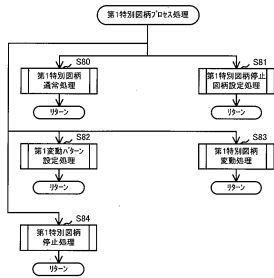 第1特別図柄プロセス処理
S80
第1特別図柄
通常処理
リターン
S81
第1特別図柄停止
図柄設定処理
リターン
S82
第1変動パターン
設定処理
リターン
S83
第1特別図柄
変動処理
リターン
S84
第1特別図柄
停止処理
リターン